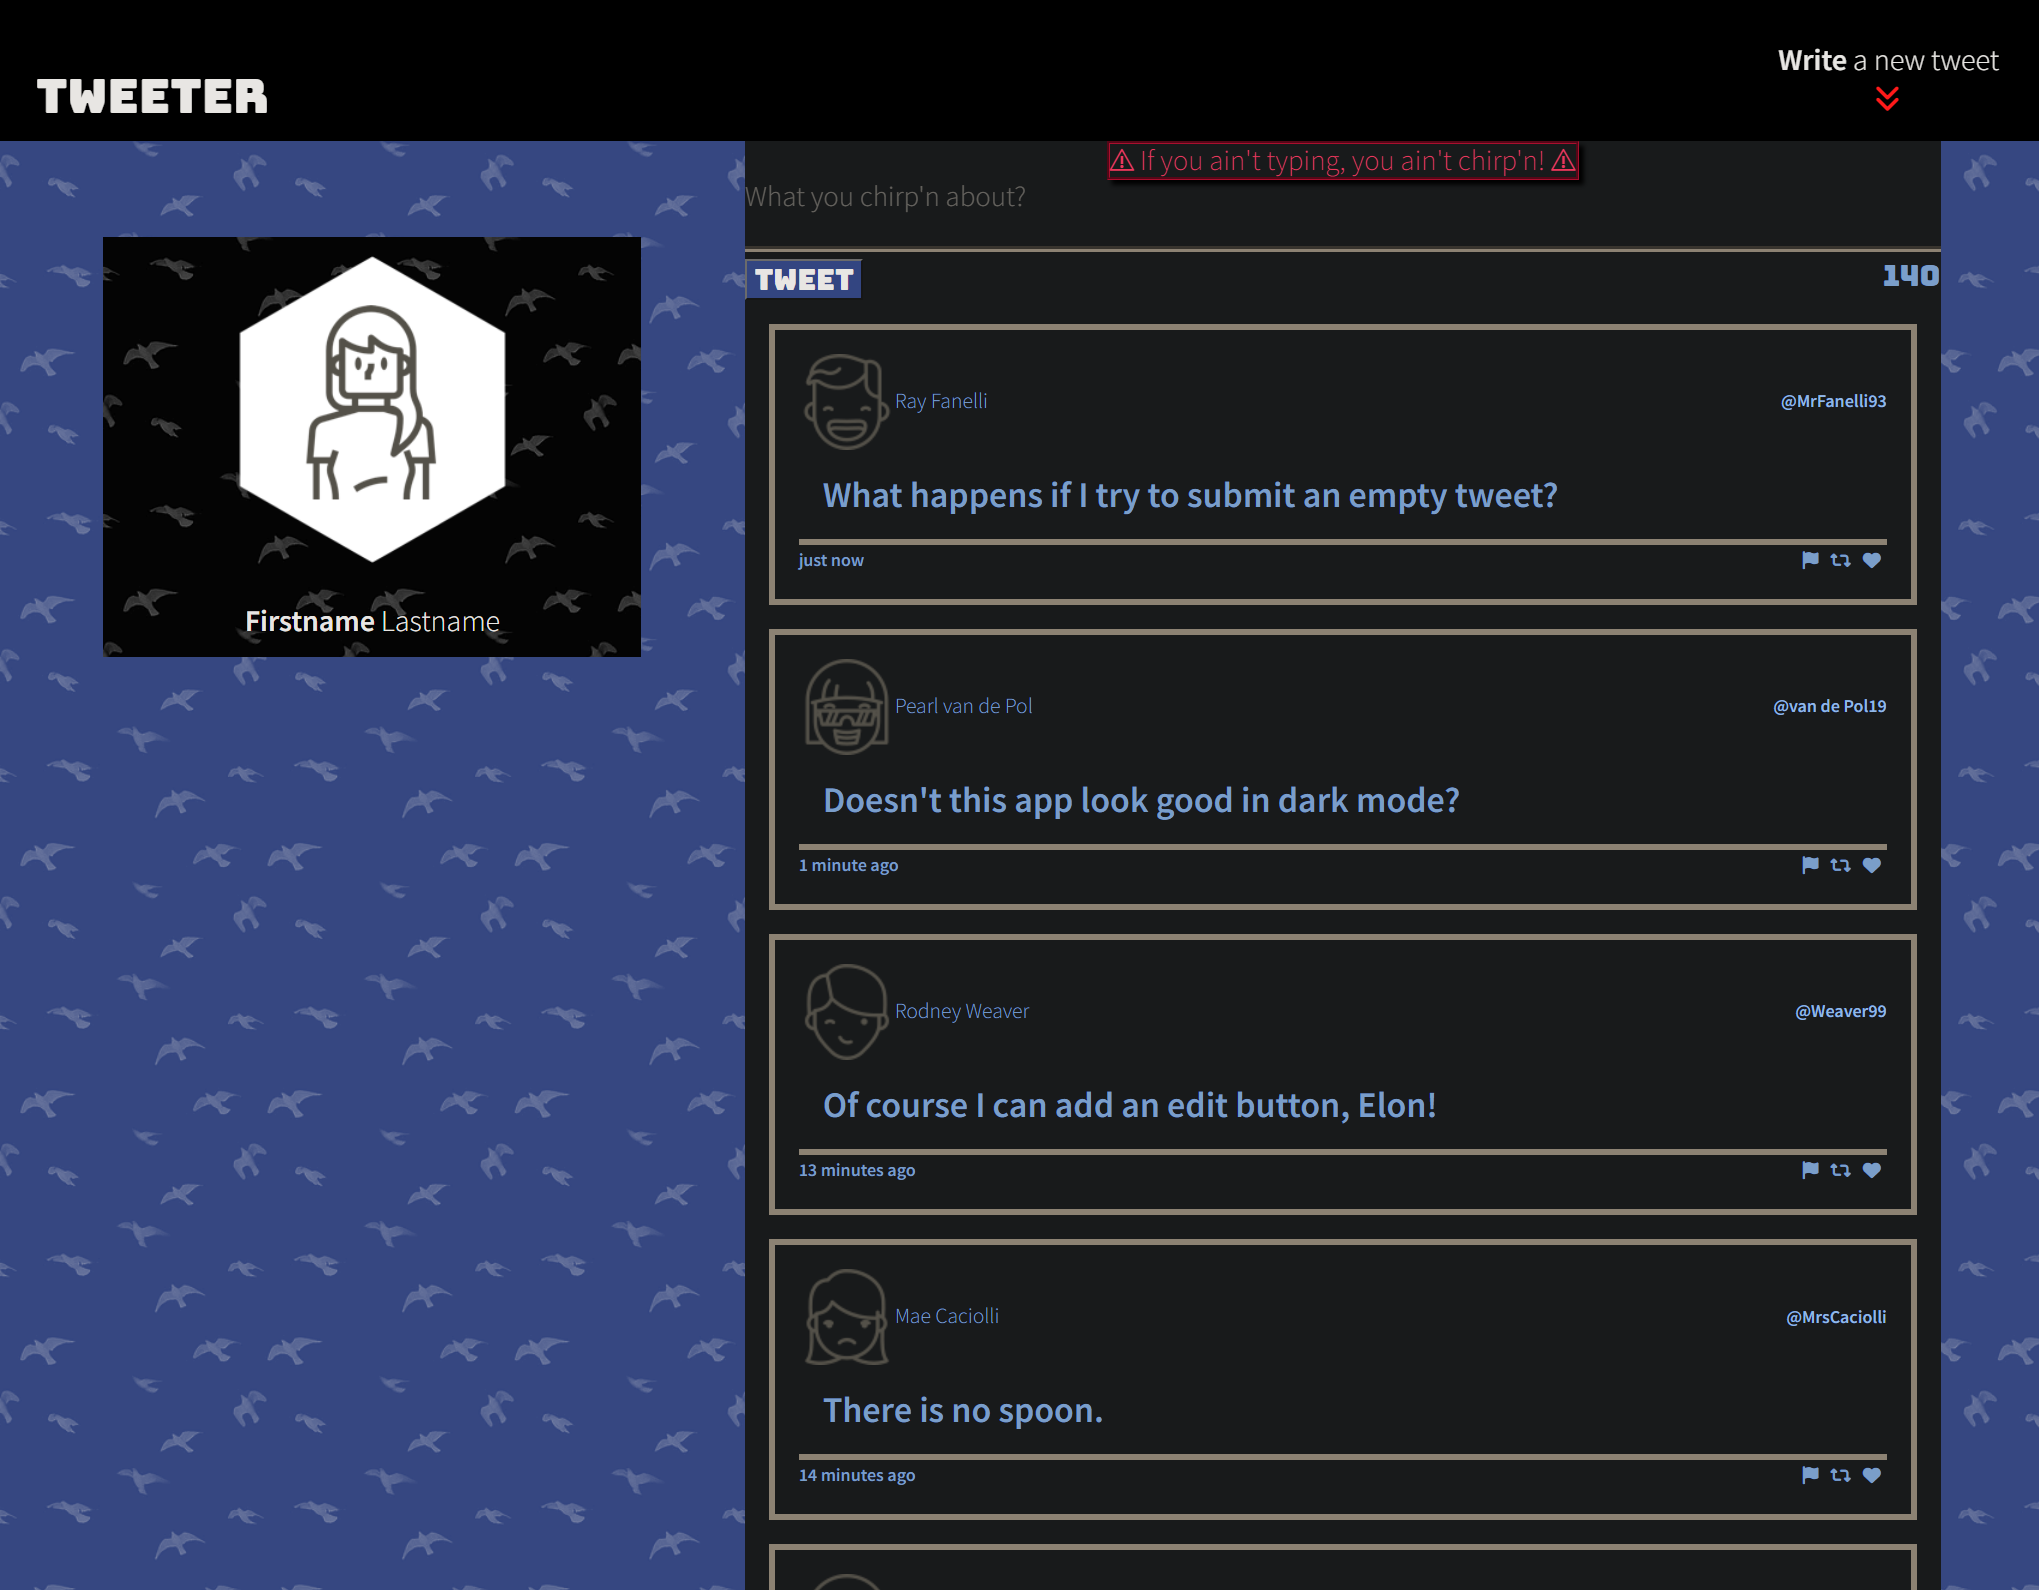 TWEETER
Write a new tweet
If you ain't typing, you ain't chirp'n!
What you chirp'n about?
TWEET
140
Firstname Lastname
Ray Fanelli
@MrFanelli93
What happens if I try to submit an empty tweet?
just now
Pearl van de Pol
@van de Pol19
Doesn't this app look good in dark mode?
1 minute ago
Rodney Weaver
@Weaver99
Of course I can add an edit button, Elon!
13 minutes ago
Mae Caciolli
@MrsCaciolli
There is no spoon.
14 minutes ago